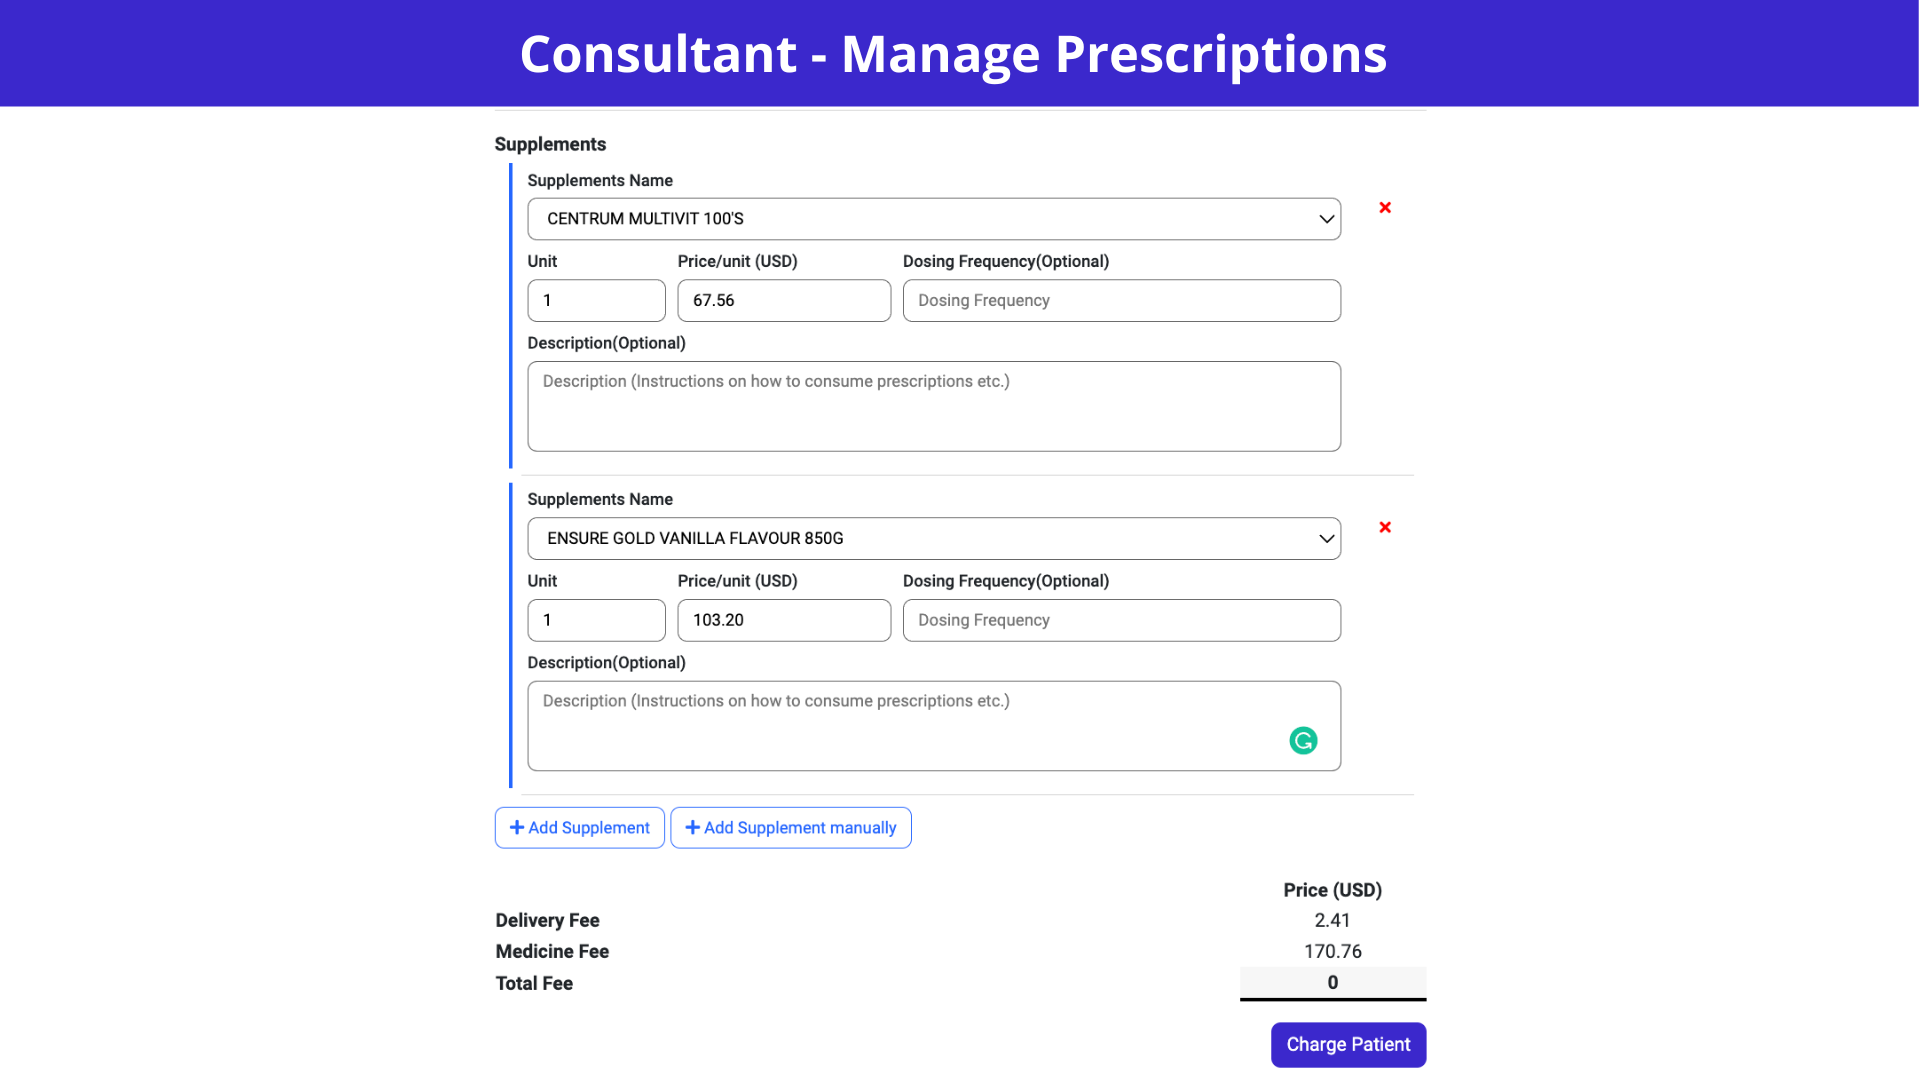 Consultant - Manage Prescriptions
Supplements
Supplements Name
CENTRUM MULTIVIT 100'S
Unit Price/unit (USD) Dosing Frequency(Optional)
1 67.56 Dosing Frequency
Description(Optional)
Description (Instructions on how to consume prescriptions etc.)
Supplements Name
ENSURE GOLD VANILLA FLAVOUR 850G
Unit Price/unit (USD) Dosing Frequency(Optional)
1 103.20 Dosing Frequency
Description(Optional)
Description (Instructions on how to consume prescriptions etc.)
+ Add Supplement + Add Supplement manually
Price (USD)
Delivery Fee 2.41
Medicine Fee 170.76
Total Fee 0
Charge Patient